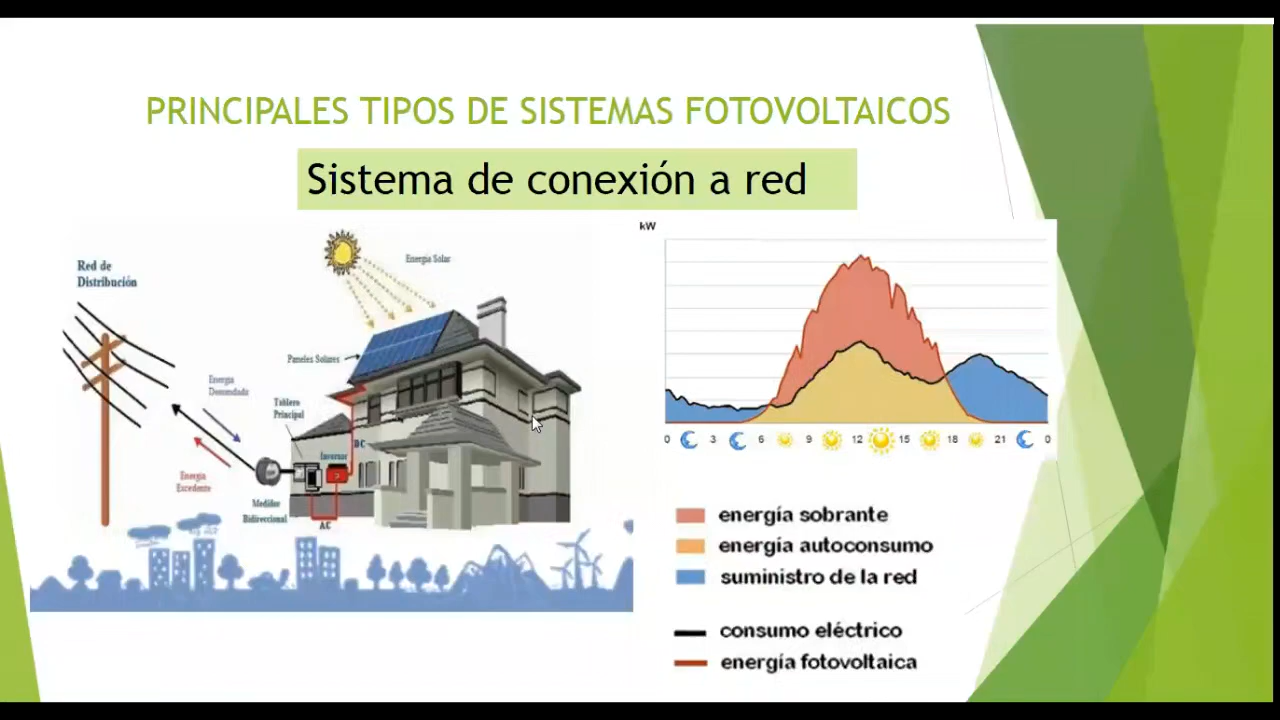 PRINCIPALES TIPOS DE SISTEMAS FOTOVOLTAICOS
Sistema de conexión a red
Red de
Distribución
Energía Solar
Paneles Solares
Energía
Demandada
Tablero
Principal
DC
Inversor
Energía
Excedente
Medidor
Bidireccional
AC
kW
0 3 6 9 12 15 18 21 0
energía sobrante
energía autoconsumo
suministro de la red
consumo eléctrico
energía fotovoltaica